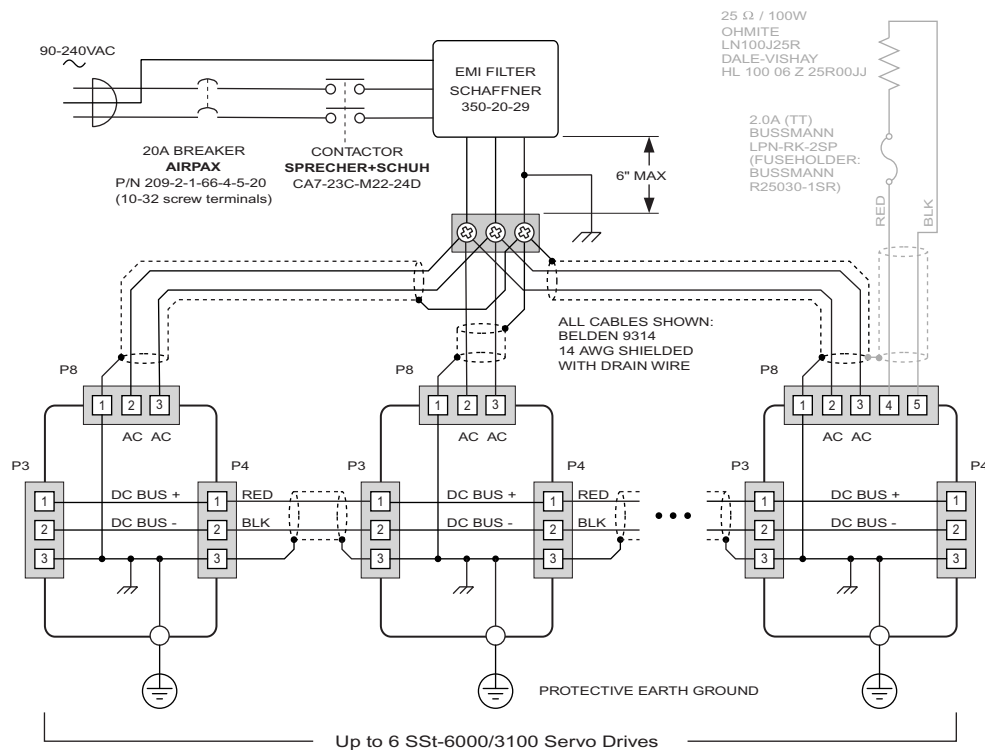 90-240VAC
EMI FILTER
SCHAFFNER
350-20-29
25 Ω / 100W
OHMITE
LN100J25R
DALE-VISHAY
HL 100 06 Z 25R00JJ
2.0A (TT)
BUSSMANN
LPN-RK-2SP
(FUSEHOLDER:
BUSSMANN
R25030-1SR)
RED
BLK
20A BREAKER
AIRPAX
P/N 209-2-1-66-4-5-20
(10-32 screw terminals)
CONTACTOR
SPRECHER+SCHUH
CA7-23C-M22-24D
6" MAX
ALL CABLES SHOWN:
BELDEN 9314
14 AWG SHIELDED
WITH DRAIN WIRE
P8
1 2 3
AC AC
P8
1 2 3
AC AC
P8
1 2 3 4 5
AC AC
P3
P4
1 DC BUS + 1 RED
2 DC BUS - 2 BLK
3 3
P3
P4
1 DC BUS + 1 RED
2 DC BUS - 2 BLK
3 3
P3
P4
1 DC BUS + 1
2 DC BUS - 2
3 3
PROTECTIVE EARTH GROUND
Up to 6 SSt-6000/3100 Servo Drives